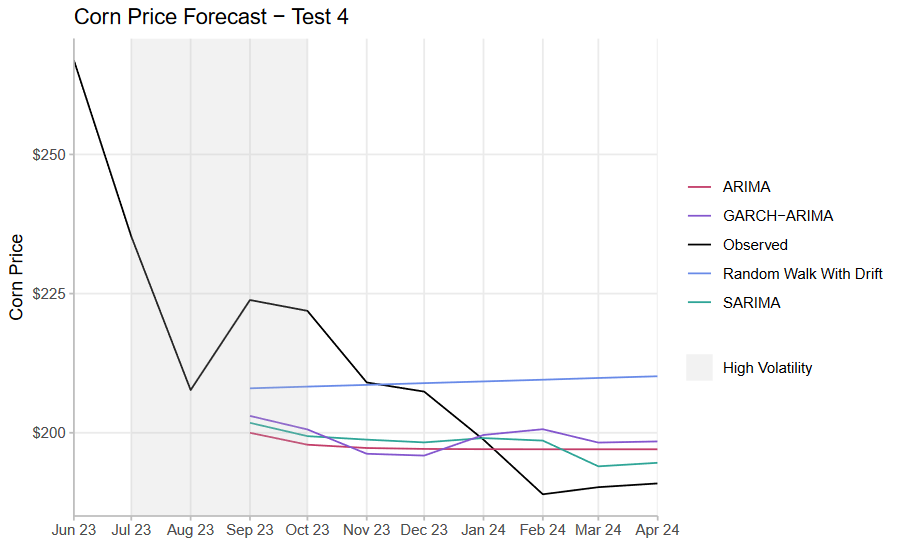 Corn Price Forecast − Test 4
Corn Price
$250
$225
$200
Jun 23 Jul 23 Aug 23 Sep 23 Oct 23 Nov 23 Dec 23 Jan 24 Feb 24 Mar 24 Apr 24
ARIMA
GARCH−ARIMA
Observed
Random Walk With Drift
SARIMA
High Volatility